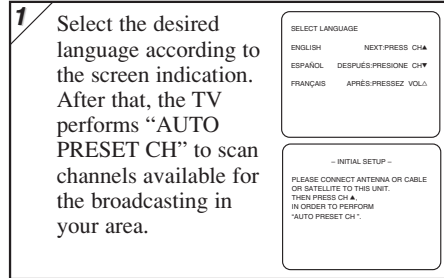 1
Select the desired
language according to
the screen indication.
After that, the TV
performs “AUTO
PRESET CH” to scan
channels available for
the broadcasting in
your area.
SELECT LANGUAGE
ENGLISH NEXT:PRESS CH▲
ESPAÑOL DESPUÉS:PRESIONE CH▼
FRANÇAIS APRÈS:PRESSEZ VOL△
– INITIAL SETUP –
PLEASE CONNECT ANTENNA OR CABLE
OR SATELLITE TO THIS UNIT.
THEN PRESS CH ▲,
IN ORDER TO PERFORM
“AUTO PRESET CH ”.